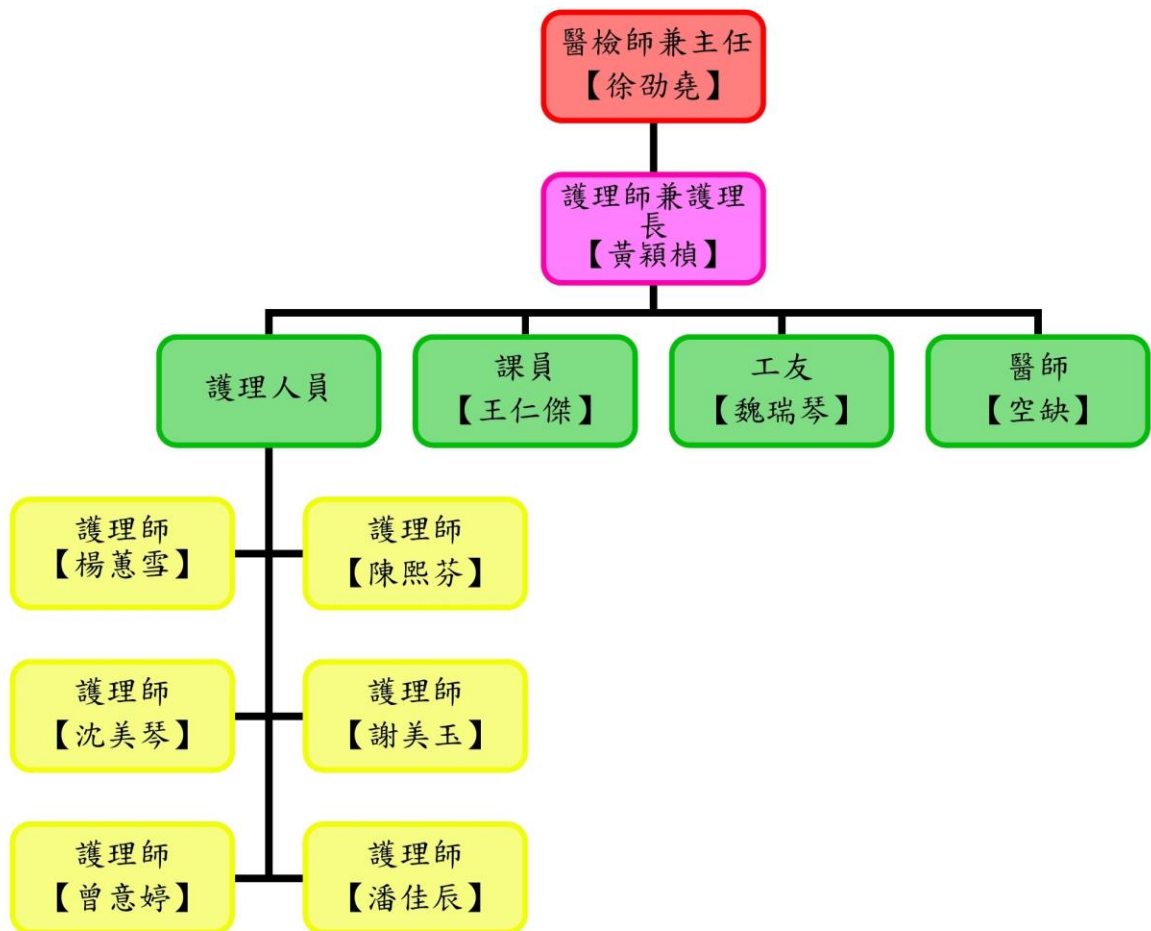 醫檢師兼主任
【徐劭堯】
護理師兼護理
長
【黃穎楨】
護理人員
課員
【王仁傑】
工友
【魏瑞琴】
醫師
【空缺】
護理師
【楊蕙雪】
護理師
【陳熙芬】
護理師
【沈美琴】
護理師
【謝美玉】
護理師
【曾意婷】
護理師
【潘佳辰】